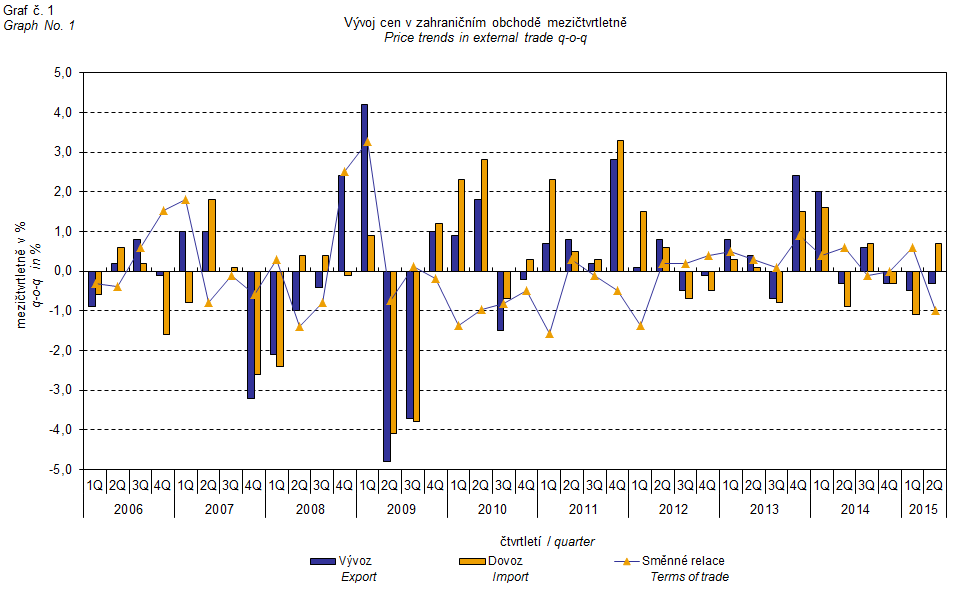 Graf č. 1
Graph No. 1
Vývoj cen v zahraničním obchodě mezičtvrtletně
Price trends in external trade q-o-q
mezičtvrtletně v %
q-o-q in %
5,0
4,0
3,0
2,0
1,0
0,0
-1,0
-2,0
-3,0
-4,0
-5,0
1Q 2Q 3Q 4Q 1Q 2Q 3Q 4Q 1Q 2Q 3Q 4Q 1Q 2Q 3Q 4Q 1Q 2Q 3Q 4Q 1Q 2Q 3Q 4Q 1Q 2Q 3Q 4Q 1Q 2Q 3Q 4Q 1Q 2Q 3Q 4Q 1Q 2Q
2006 2007 2008 2009 2010 2011 2012 2013 2014 2015
čtvrtletí / quarter
Vývoz Dovoz Směnné relace
Export Import Terms of trade